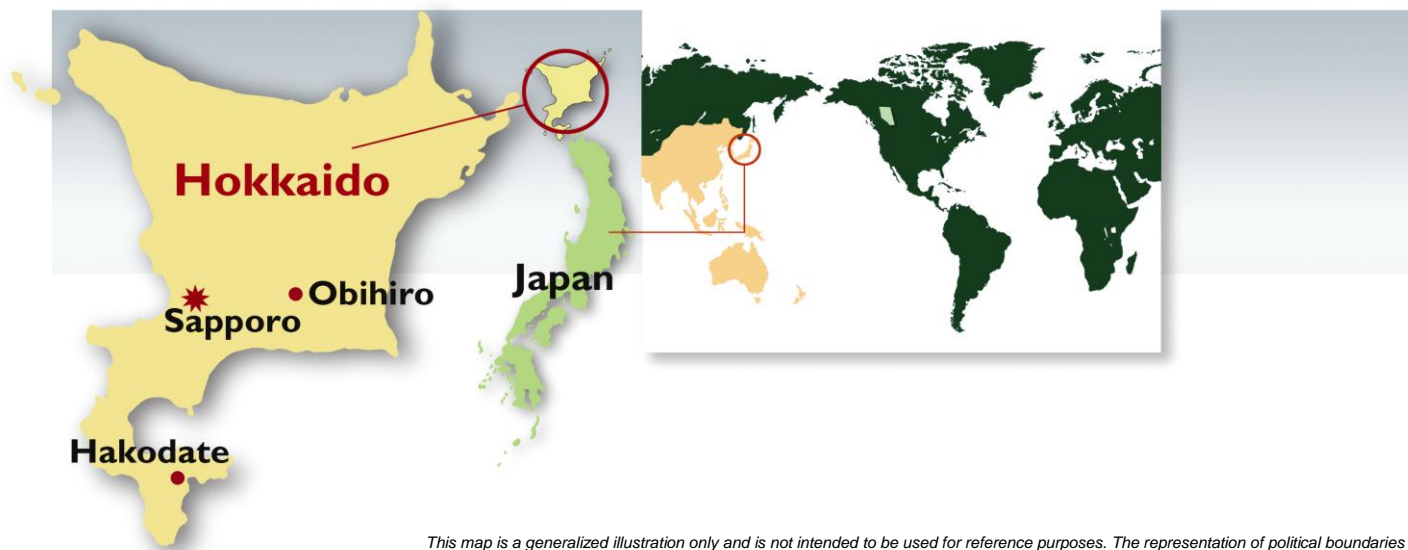 Hokkaido
Japan
Obihiro
Sapporo
Hakodate
This map is a generalized illustration only and is not intended to be used for reference purposes. The representation of political boundaries